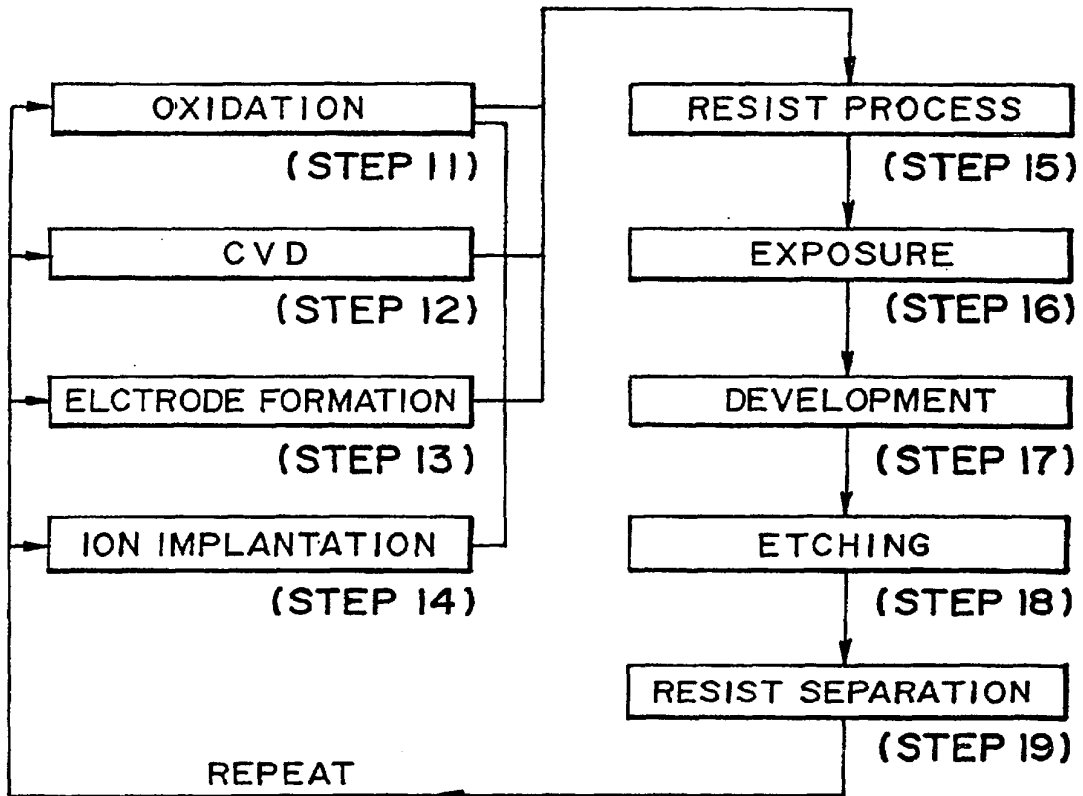 OXIDATION
(STEP 11)
CVD
(STEP 12)
ELCTRODE FORMATION
(STEP 13)
ION IMPLANTATION
(STEP 14)
RESIST PROCESS
(STEP 15)
EXPOSURE
(STEP 16)
DEVELOPMENT
(STEP 17)
ETCHING
(STEP 18)
RESIST SEPARATION
(STEP 19)
REPEAT